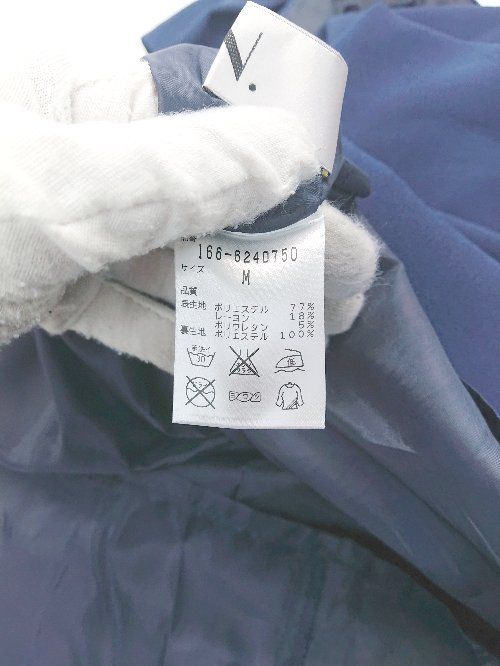 V.
品番
166-6240750
サイズ
M
品質
表生地 ポリエステル 77%
レーヨン 18%
ポリウレタン 5%
裏生地 ポリエステル 100%